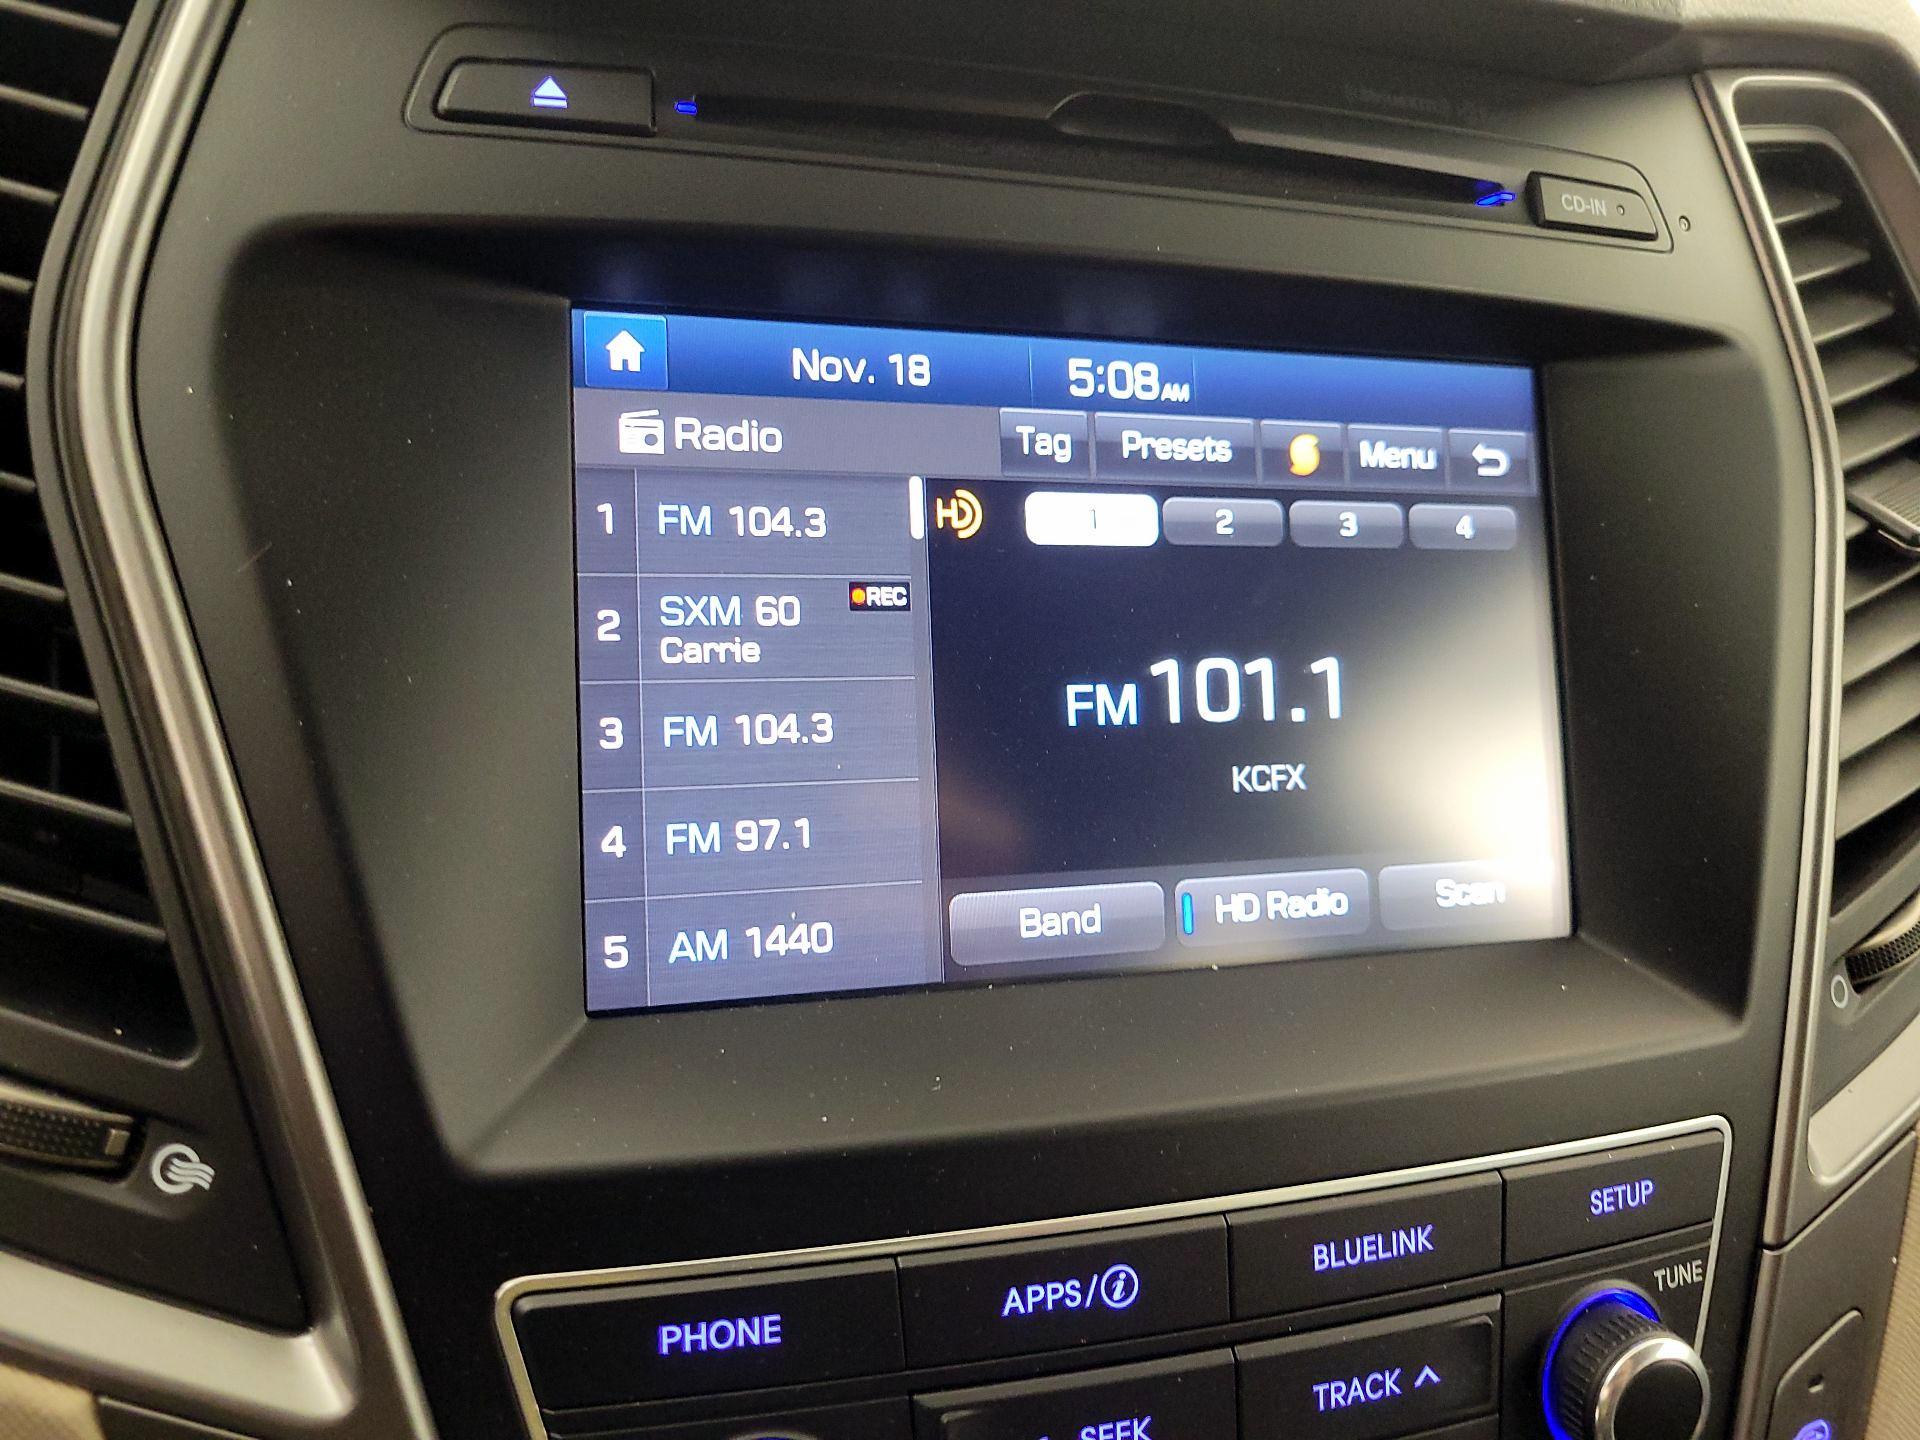 CD-IN
Nov. 18 5:08AM
Radio Tag Presets Menu
HD 1 2 3 4
1 FM 104.3
2 SXM 60 REC
Carrie
3 FM 104.3
4 FM 97.1
5 AM 1440
FM 101.1
KCFX
Band HD Radio Scan
SETUP
BLUELINK
APPS/i
PHONE
TUNE
TRACK
SEEK